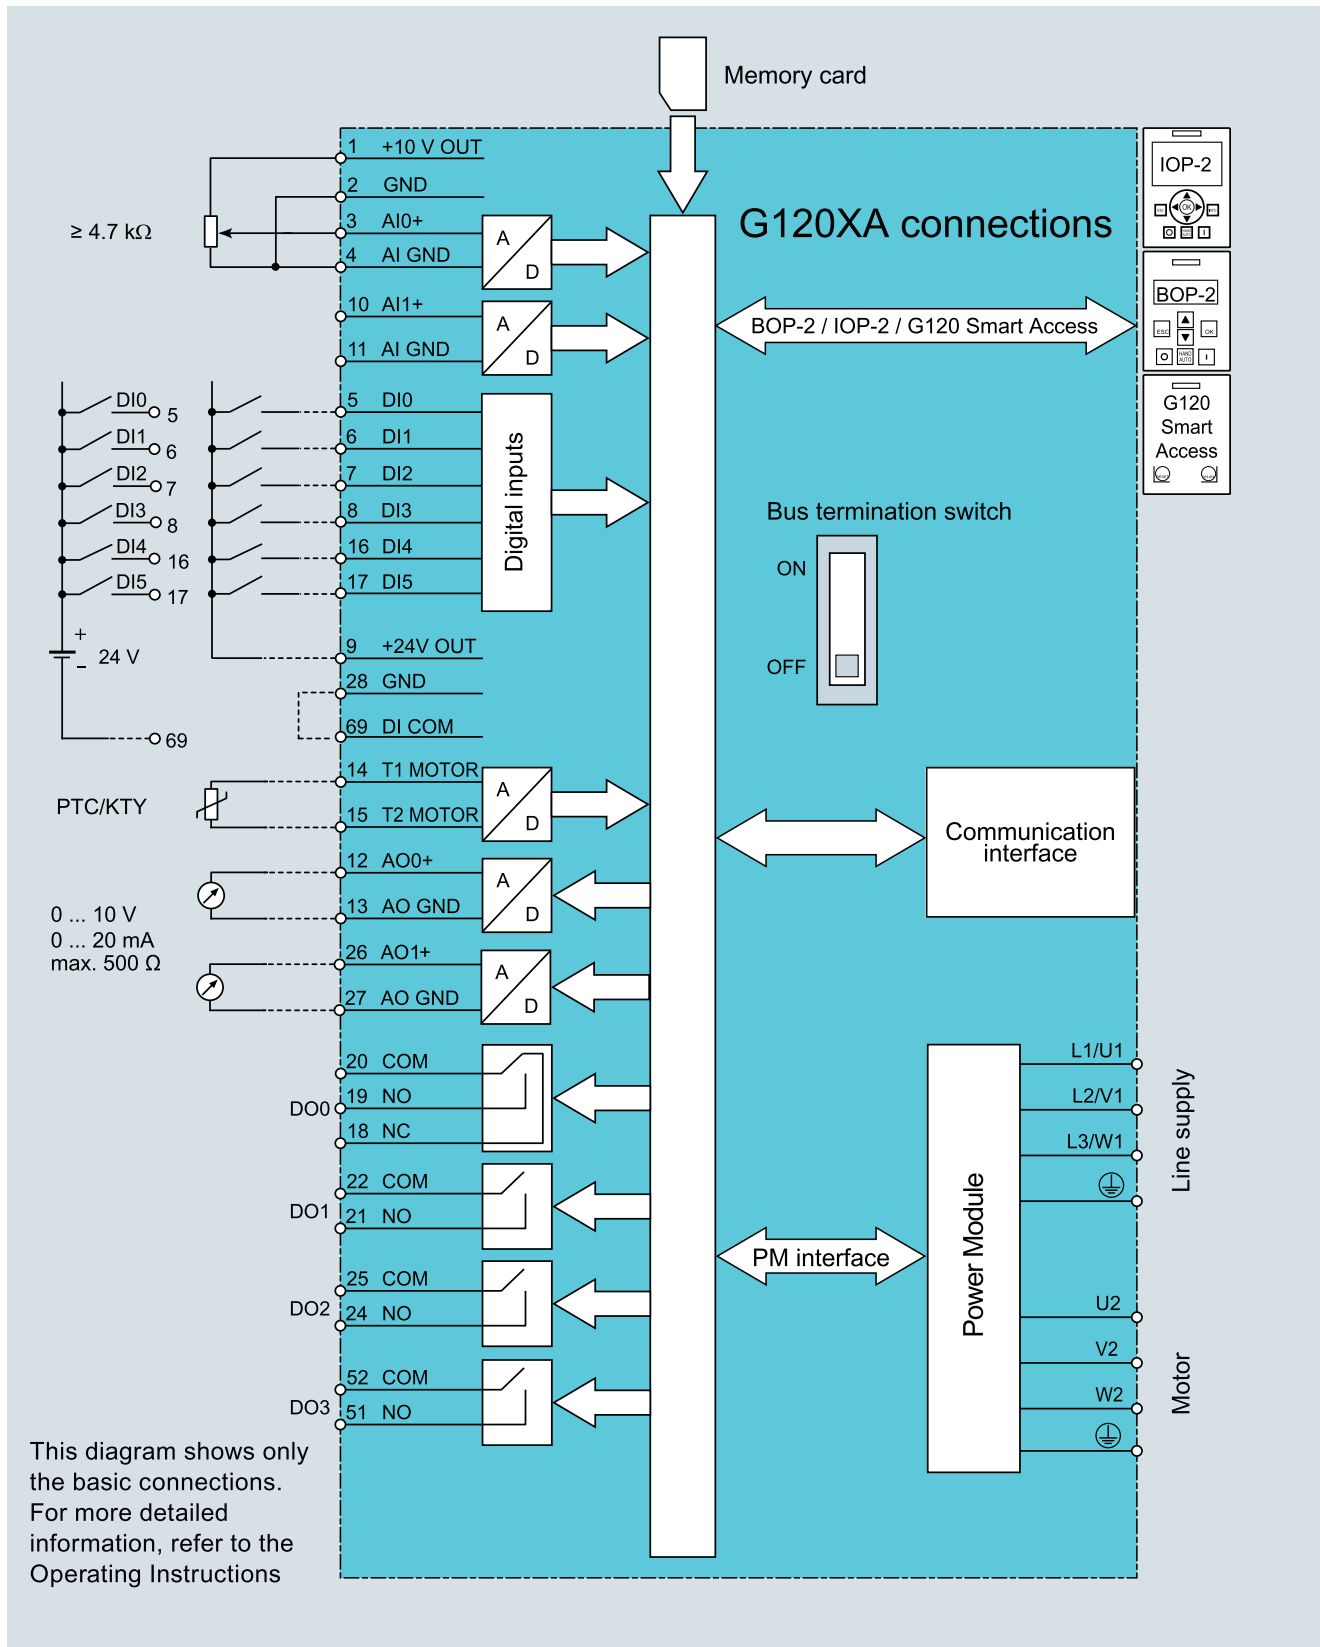 Memory card
G120XA connections
IOP-2
OK
BOP-2 / IOP-2 / G120 Smart Access
BOP-2
ESC
OK
HAND
AUTO
G120
Smart
Access
Bus termination switch
ON
OFF
≥ 4.7 kΩ
1 +10 V OUT
2 GND
3 AI0+
4 AI GND
A
D
10 AI1+
11 AI GND
A
D
DI0 5
DI1 6
DI2 7
DI3 8
DI4 16
DI5 17
+
–
24 V
69
5 DI0
6 DI1
7 DI2
8 DI3
16 DI4
17 DI5
Digital inputs
9 +24V OUT
28 GND
69 DI COM
PTC/KTY
14 T1 MOTOR
15 T2 MOTOR
A
D
0 ... 10 V
0 ... 20 mA
max. 500 Ω
12 AO0+
13 AO GND
A
D
26 AO1+
27 AO GND
A
D
Communication
interface
DO0
20 COM
19 NO
18 NC
DO1
22 COM
21 NO
DO2
25 COM
24 NO
DO3
52 COM
51 NO
PM interface
Power Module
L1/U1
L2/V1
L3/W1
Line supply
U2
V2
W2
Motor
This diagram shows only
the basic connections.
For more detailed
information, refer to the
Operating Instructions